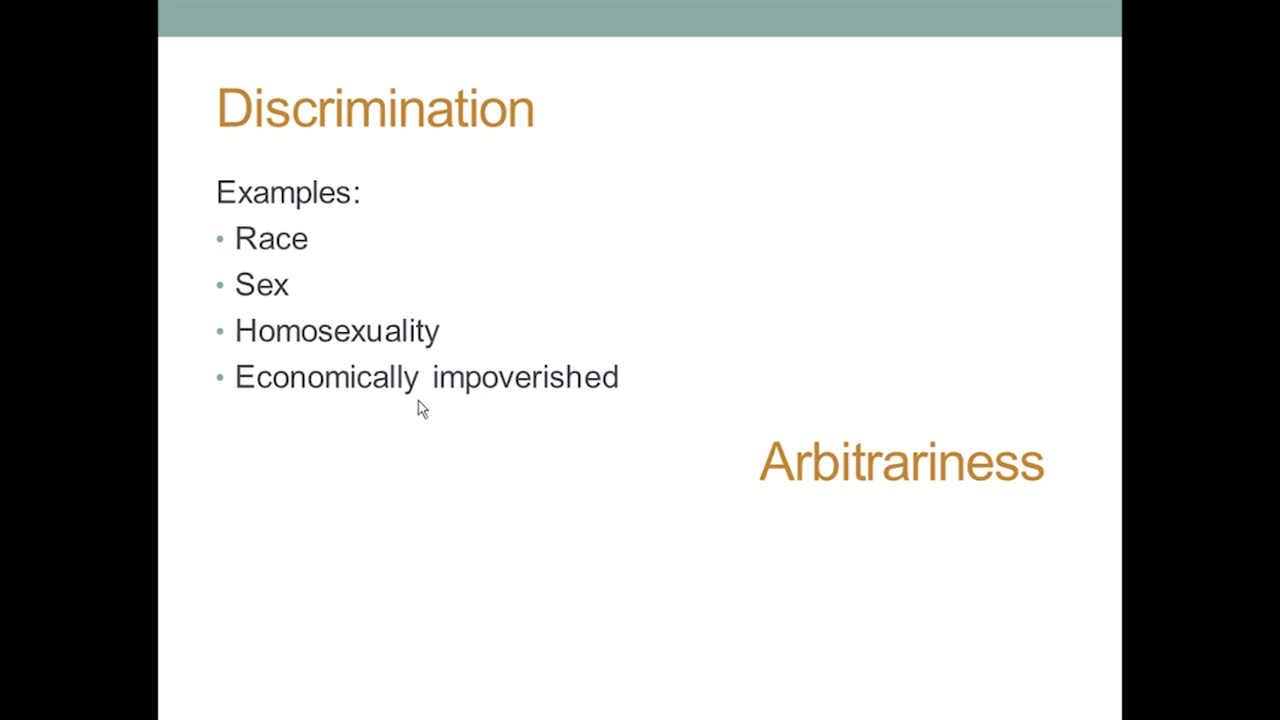 Discrimination
Examples:
• Race
• Sex
• Homosexuality
• Economically impoverished
Arbitrariness